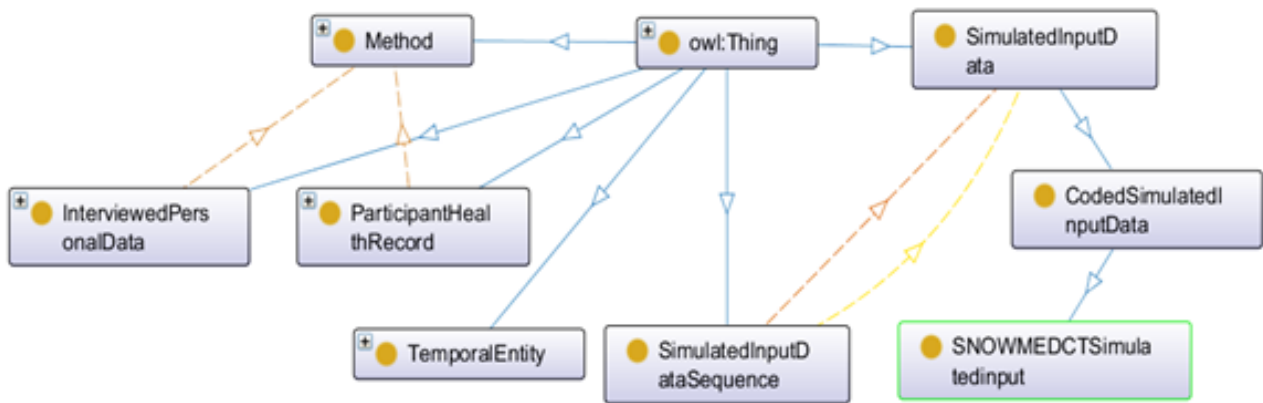 Method
owl:Thing
SimulatedInputD
ata
InterviewedPers
onalData
ParticipantHeal
thRecord
CodedSimulatedI
nputData
TemporalEntity
SimulatedInputD
ataSequence
SNOWMEDCTSimula
tedinput